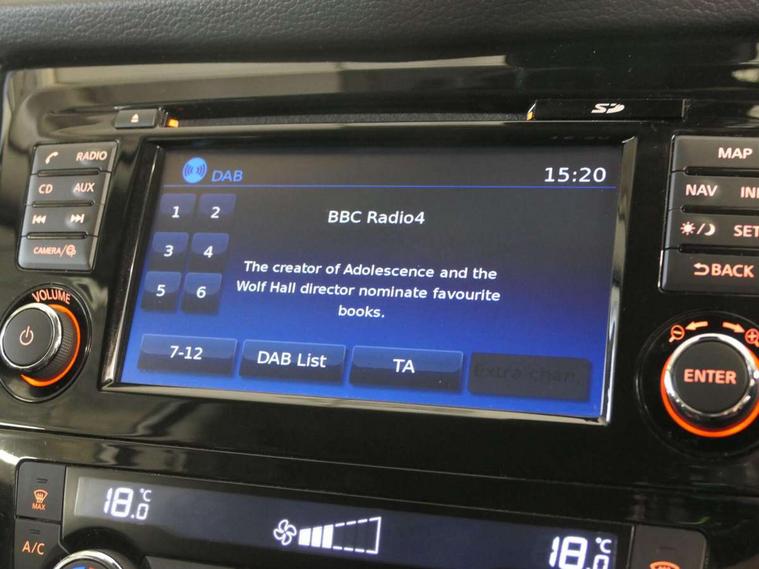 SD
RADIO
CD AUX
CAMERA/
VOLUME
DAB 15:20
1 2
3 4
5 6
BBC Radio4
The creator of Adolescence and the
Wolf Hall director nominate favourite
books.
7-12 DAB List TA Extra chan.
MAP
NAV
SET
BACK
ENTER
MAX
A/C
18.0 °C
18.0 °C